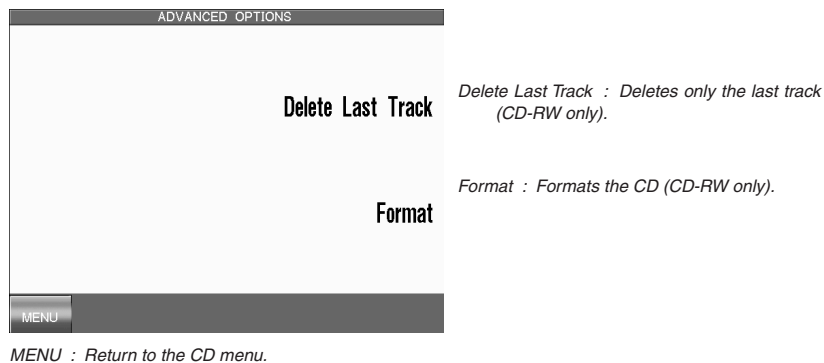 ADVANCED OPTIONS
Delete Last Track
Delete Last Track : Deletes only the last track
(CD-RW only).
Format
Format : Formats the CD (CD-RW only).
MENU
MENU : Return to the CD menu.